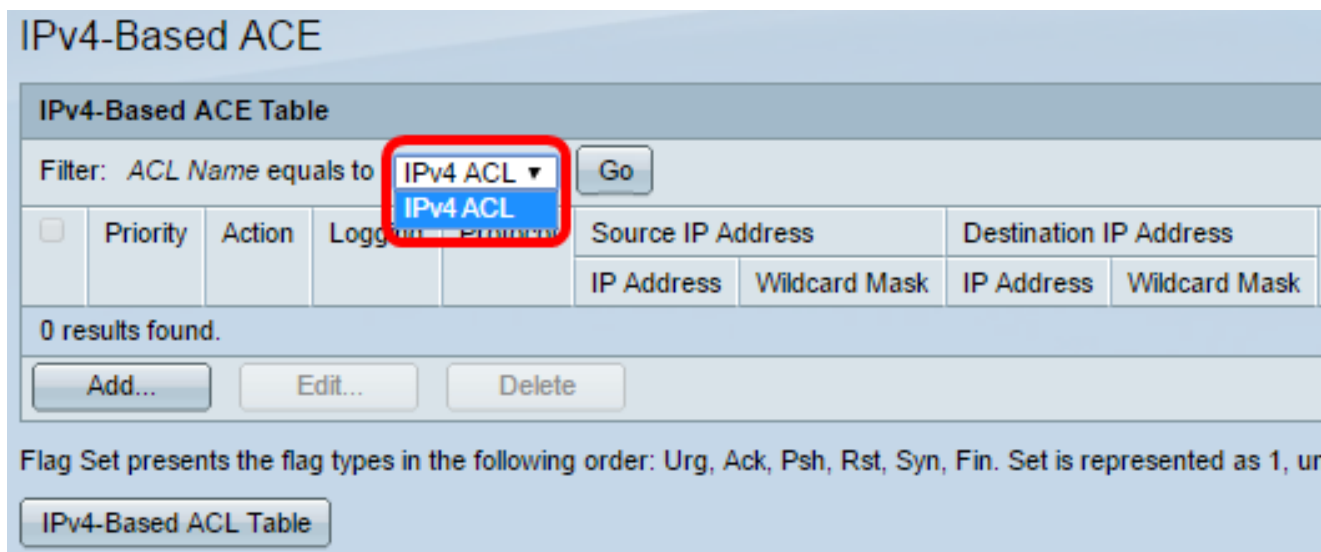 IPv4-Based ACE
IPv4-Based ACE Table
Filter: ACL Name equals to IPv4 ACL ▾ Go
IPv4 ACL
Priority Action Logging Protocol Source IP Address Destination IP Address
IP Address Wildcard Mask IP Address Wildcard Mask
0 results found.
Add... Edit... Delete
Flag Set presents the flag types in the following order: Urg, Ack, Psh, Rst, Syn, Fin. Set is represented as 1, un
IPv4-Based ACL Table